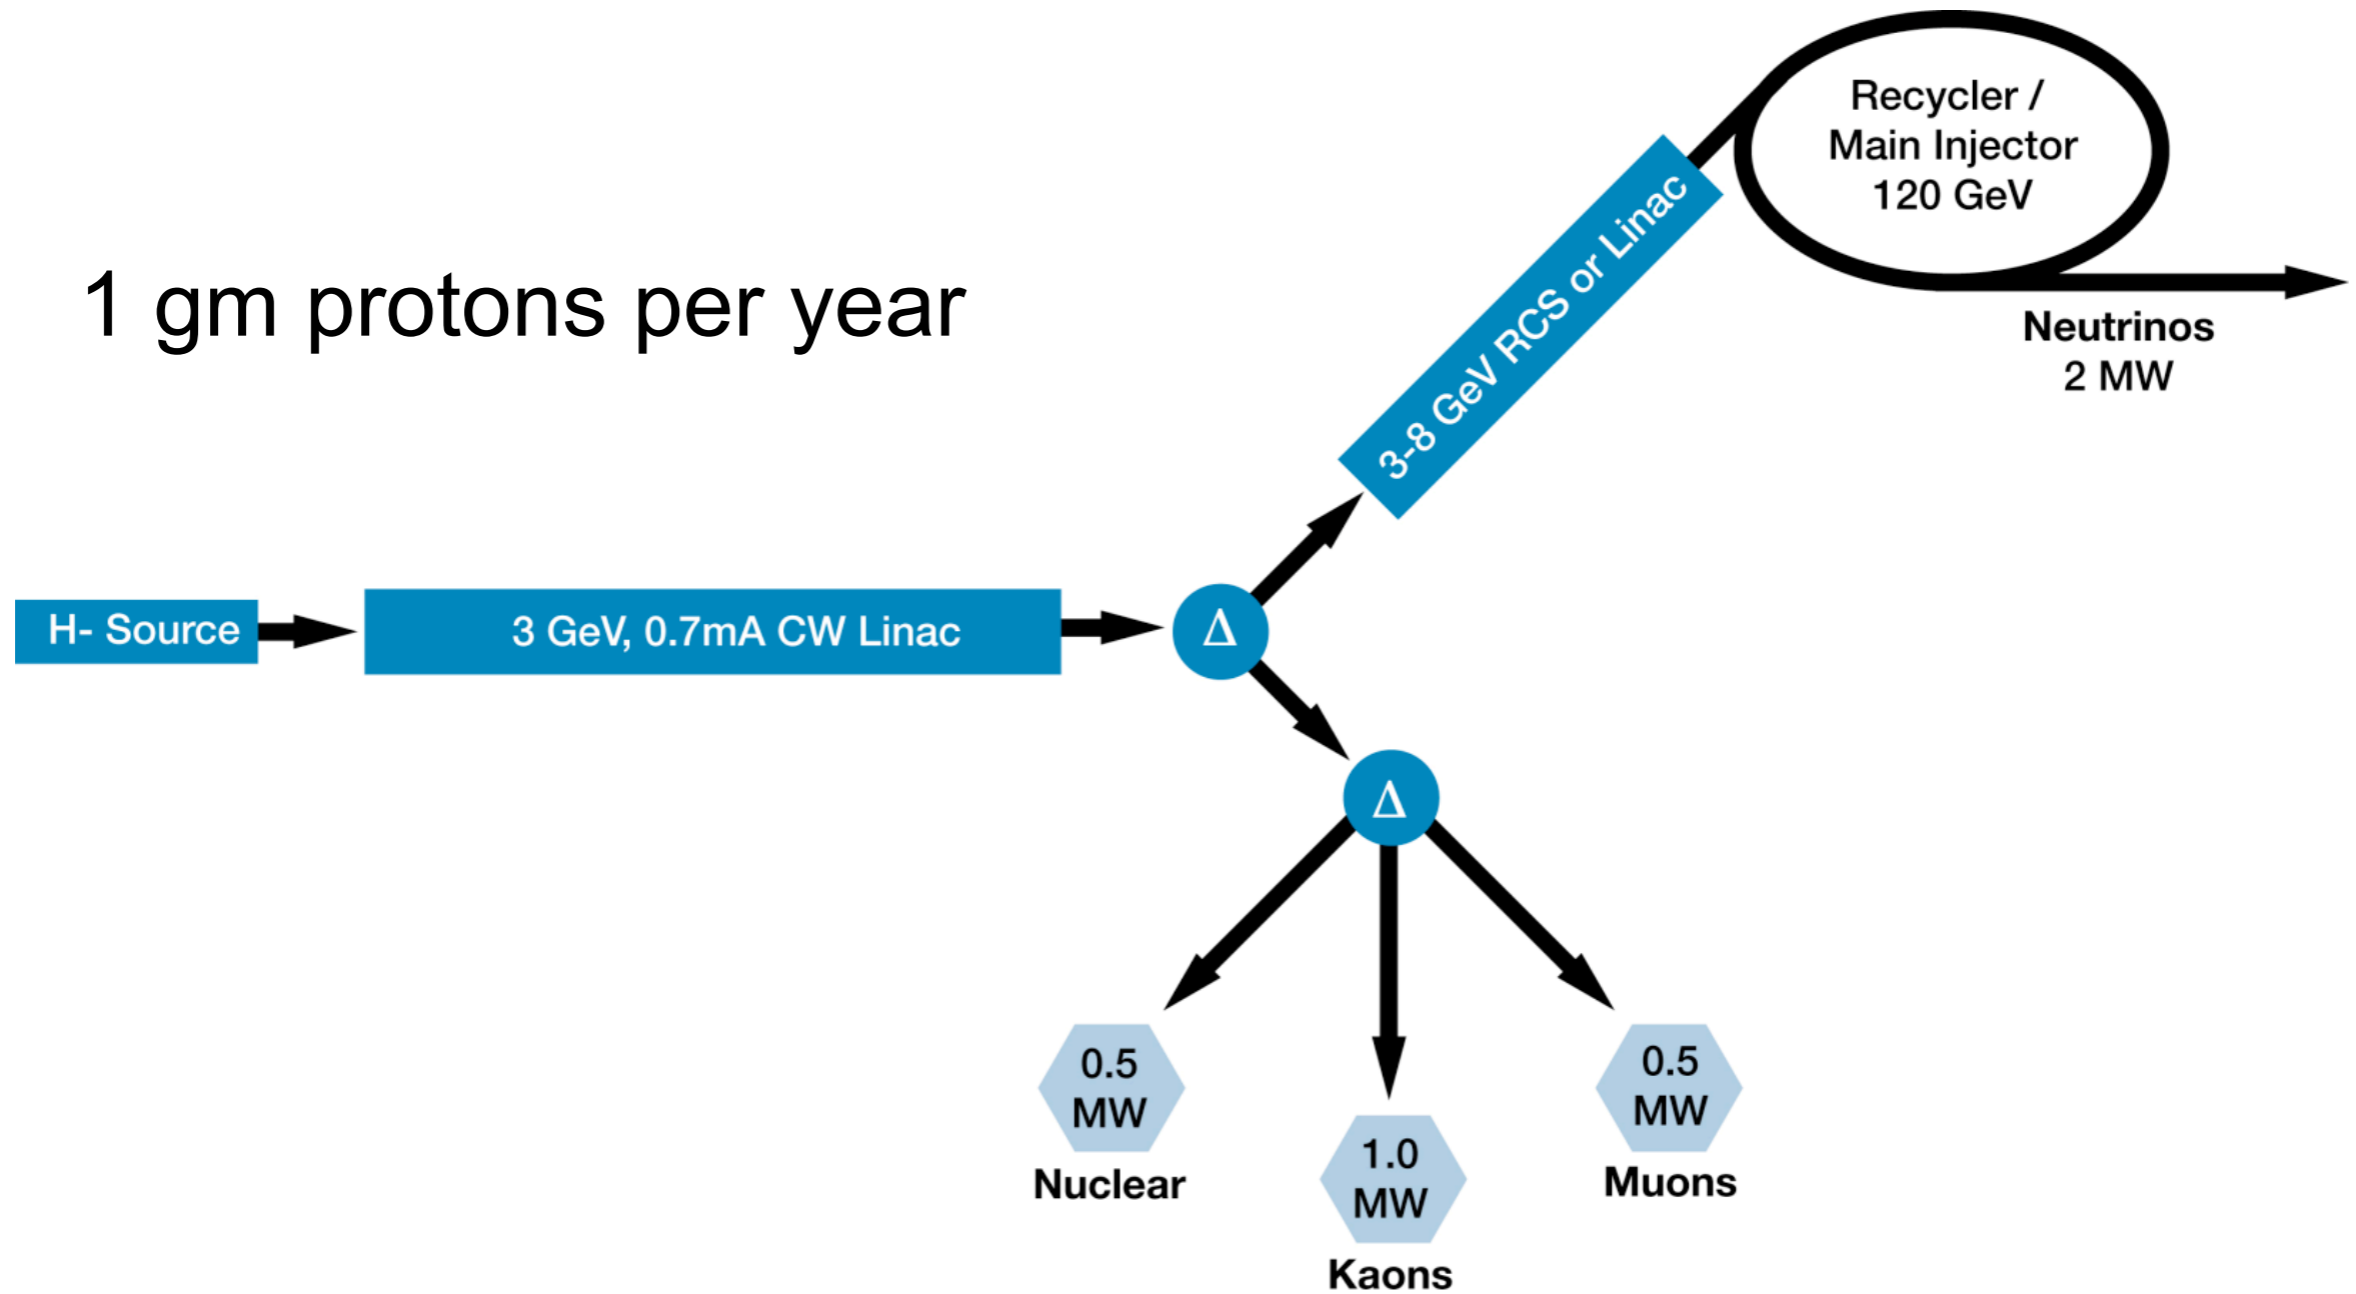 Recycler /
Main Injector
120 GeV
1 gm protons per year
3-8 GeV RCS or Linac
Neutrinos
2 MW
H- Source
3 GeV, 0.7mA CW Linac
Δ
Δ
0.5
MW
Nuclear
1.0
MW
Kaons
0.5
MW
Muons